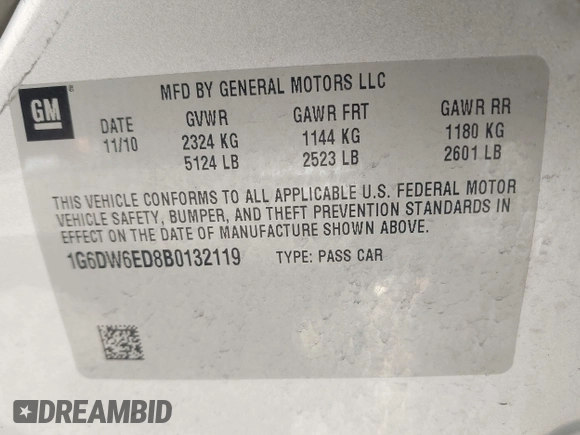 GM
®
MFD BY GENERAL MOTORS LLC
DATE GVWR GAWR FRT GAWR RR
11/10 2324 KG 1144 KG 1180 KG
5124 LB 2523 LB 2601 LB
THIS VEHICLE CONFORMS TO ALL APPLICABLE U.S. FEDERAL MOTOR
VEHICLE SAFETY, BUMPER, AND THEFT PREVENTION STANDARDS IN
EFFECT ON THE DATE OF MANUFACTURE SHOWN ABOVE.
1G6DW6ED8B0132119 TYPE: PASS CAR
DREAMBID